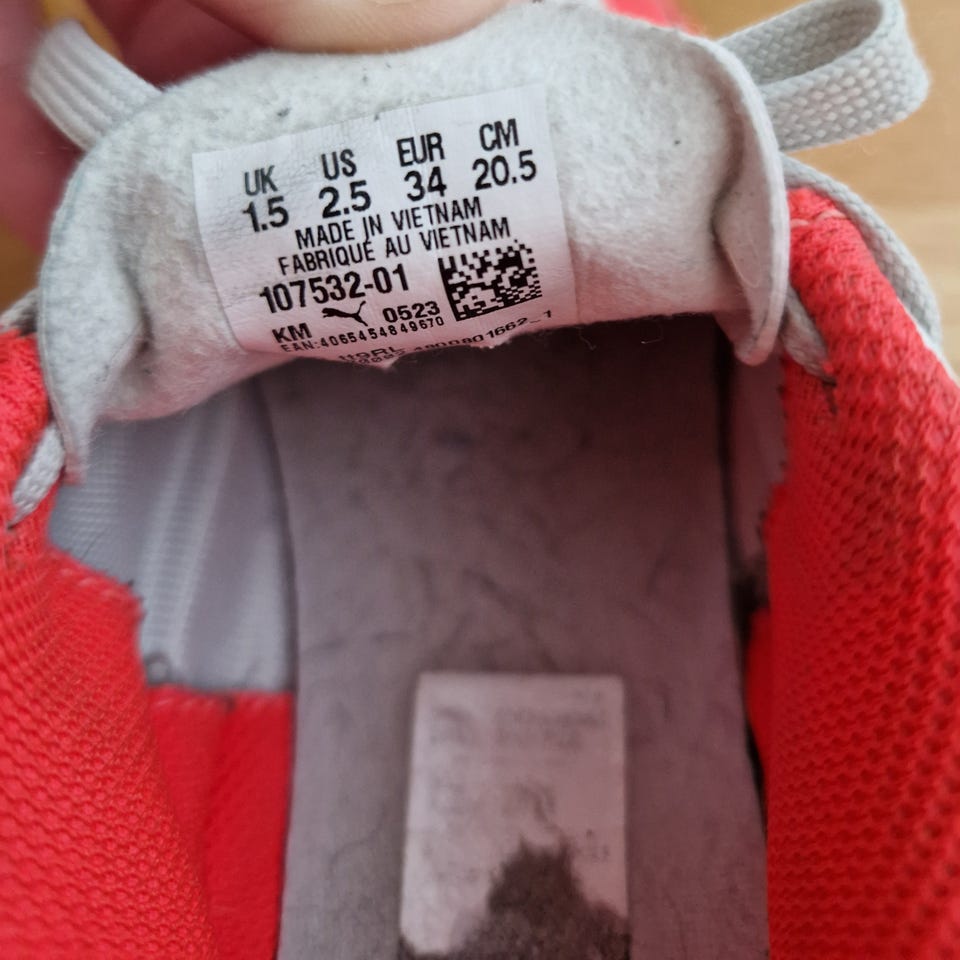 UK US EUR CM
1.5 2.5 34 20.5
MADE IN VIETNAM
FABRIQUE AU VIETNAM
107532-01
KM 0523
EAN:4065454849670